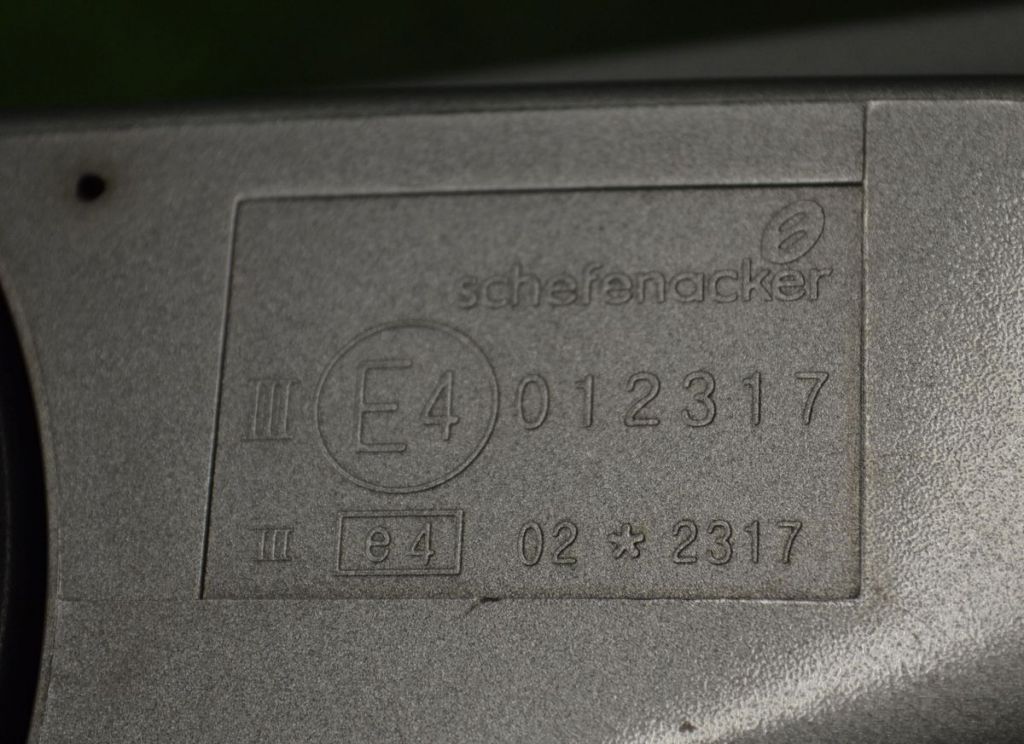 schefenacker
III E4 012317
III e4 02 * 2317